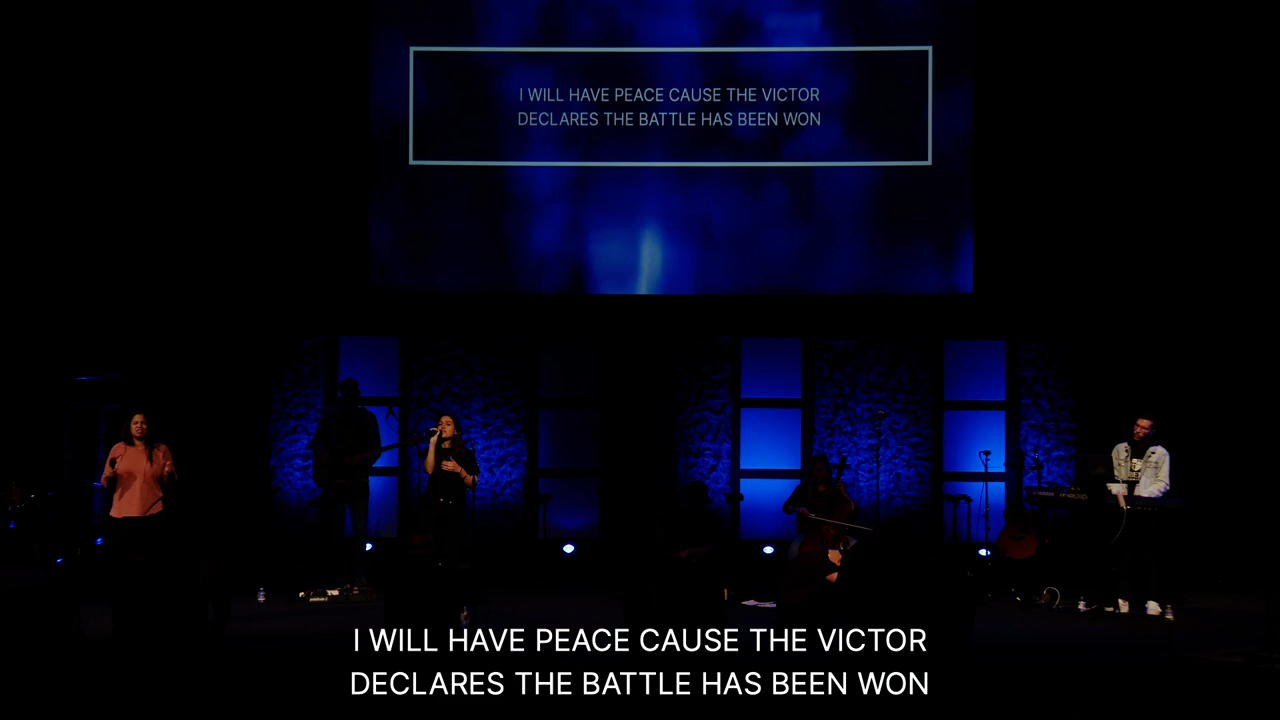 I WILL HAVE PEACE CAUSE THE VICTOR
DECLARES THE BATTLE HAS BEEN WON
I WILL HAVE PEACE CAUSE THE VICTOR
DECLARES THE BATTLE HAS BEEN WON